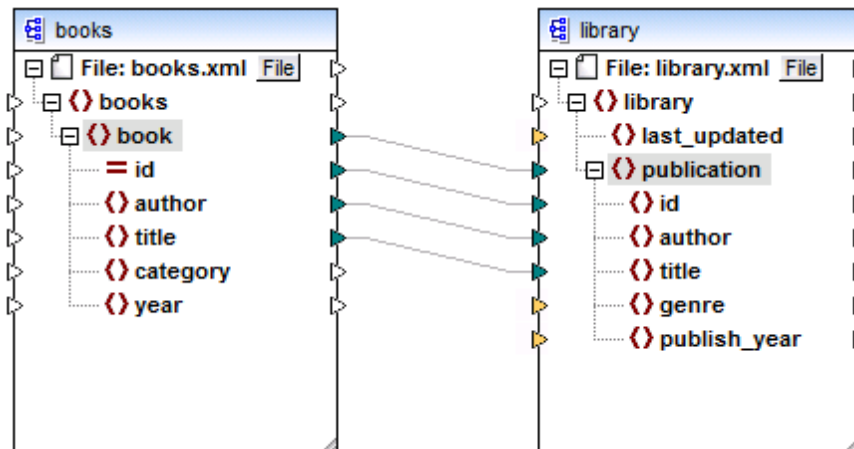 books
File: books.xml File
books
book
id
author
title
category
year
library
File: library.xml File
library
last_updated
publication
id
author
title
genre
publish_year